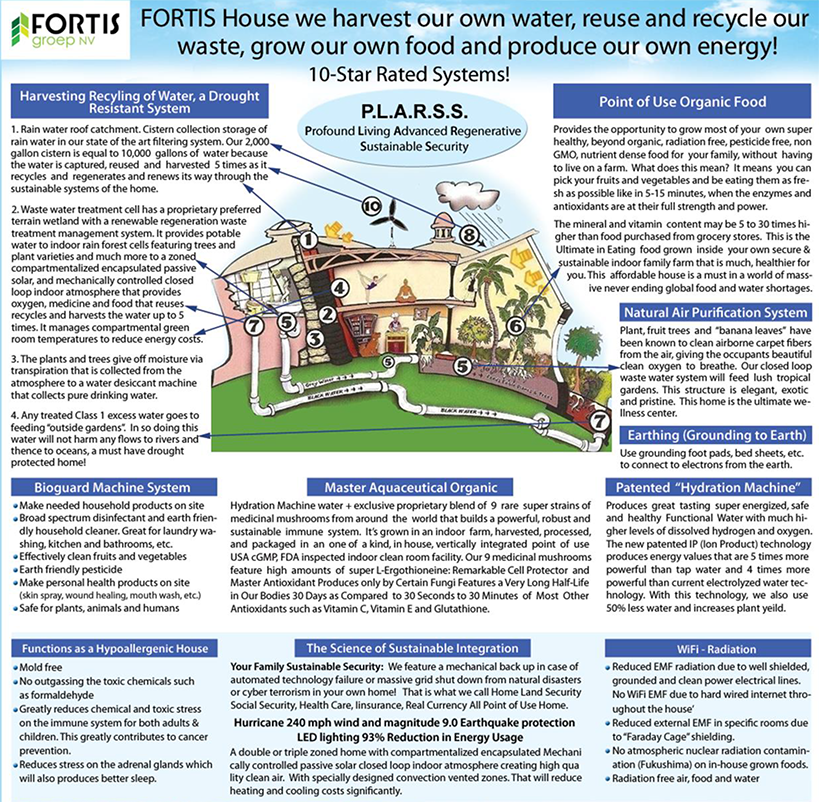 FORTIS
groep NV
FORTIS House we harvest our own water, reuse and recycle our
waste, grow our own food and produce our own energy!
10-Star Rated Systems!
Harvesting Recyling of Water, a Drought
Resistant System
1. Rain water roof catchment. Cistern collection storage of
rain water in our state of the art filtering system. Our 2,000
gallon cistern is equal to 10,000 gallons of water because
the water is captured, reused and harvested 5 times as it
recycles and regenerates and renews its way through the
sustainable systems of the home.
2. Waste water treatment cell has a proprietary preferred
terrain wetland with a renewable regeneration waste
treatment management system. It provides potable
water to indoor rain forest cells featuring trees and
plant varieties and much more to a zoned
compartmentalized encapsulated passive
solar, and mechanically controlled closed
loop indoor atmosphere that provides
oxygen, medicine and food that reuses
recycles and harvests the water up to 5
times. It manages compartmental green
room temperatures to reduce energy costs.
3. The plants and trees give off moisture via
transpiration that is collected from the
atmosphere to a water desiccant machine
that collects pure drinking water.
4. Any treated Class 1 excess water goes to
feeding "outside gardens". In so doing this
water will not harm any flows to rivers and
thence to oceans, a must have drought
protected home!
P.L.A.R.S.S.
Profound Living Advanced Regenerative
Sustainable Security
10
1
8
4
2
3
7
5
6
5
5
7
Grey Water
BLACK WATER
BLACK WATER
Point of Use Organic Food
Provides the opportunity to grow most of your own super
healthy, beyond organic, radiation free, pesticide free, non
GMO, nutrient dense food for your family, without having
to live on a farm. What does this mean? It means you can
pick your fruits and vegetables and be eating them as fre-
sh as possible like in 5-15 minutes, when the enzymes and
antioxidants are at their full strength and power.
The mineral and vitamin content may be 5 to 30 times hi-
gher than food purchased from grocery stores. This is the
Ultimate in Eating food grown inside your own secure &
sustainable indoor family farm that is much, healthier for
you. This affordable house is a must in a world of mass-
ive never ending global food and water shortages.
Natural Air Purification System
Plant, fruit trees and "banana leaves" have
been known to clean airborne carpet fibers
from the air, giving the occupants beautiful
clean oxygen to breathe. Our closed loop
waste water system will feed lush tropical
gardens. This structure is elegant, exotic
and pristine. This home is the ultimate we-
llness center.
Earthing (Grounding to Earth)
Use grounding foot pads, bed sheets, etc.
to connect to electrons from the earth.
Bioguard Machine System
Make needed household products on site
Broad spectrum disinfectant and earth frien-
dly household cleaner. Great for laundry wa-
shing, kitchen and bathrooms, etc.
Effectively clean fruits and vegetables
Earth friendly pesticide
Make personal health products on site
(skin spray, wound healing, mouth wash, etc.)
Safe for plants, animals and humans
Master Aquaceutical Organic
Hydration Machine water + exclusive proprietary blend of 9 rare super strains of
medicinal mushrooms from around the world that builds a powerful, robust and
sustainable immune system. It's grown in an indoor farm, harvested, processed,
and packaged in an one of a kind, in house, vertically integrated point of use
USA cGMP, FDA inspected indoor clean room facility. Our 9 medicinal mushrooms
feature high amounts of super L-Ergothioneine: Remarkable Cell Protector and
Master Antioxidant Produces only by Certain Fungi Features a Very Long Half-Life
in Our Bodies 30 Days as Compared to 30 Seconds to 30 Minutes of Most Other
Antioxidants such as Vitamin C, Vitamin E and Glutathione.
Patented "Hydration Machine"
Produces great tasting super energized, safe
and healthy Functional Water with much hi-
gher levels of dissolved hydrogen and oxygen.
The new patented IP (Ion Product) technology
produces energy values that are 5 times more
powerful than tap water and 4 times more
powerful than current electrolyzed water tec-
hnology. With this technology, we also use
50% less water and increases plant yeild.
Functions as a Hypoallergenic House
Mold free
No outgassing the toxic chemicals such
as formaldehyde
Greatly reduces chemical and toxic stress
on the immune system for both adults &
children. This greatly contributes to cancer
prevention.
Reduces stress on the adrenal glands which
will also produces better sleep.
The Science of Sustainable Integration
Your Family Sustainable Security: We feature a mechanical back up in case of
automated technology failure or massive grid shut down from natural disasters
or cyber terrorism in your own home! That is what we call Home Land Security
Social Security, Health Care, Iinsurance, Real Currency All Point of Use Home.
Hurricane 240 mph wind and magnitude 9.0 Earthquake protection
LED lighting 93% Reduction in Energy Usage
A double or triple zoned home with compartmentalized encapsulated Mechani
cally controlled passive solar closed loop indoor atmosphere creating high qua
lity clean air. With specially designed convection vented zones. That will reduce
heating and cooling costs significantly.
WiFi - Radiation
Reduced EMF radiation due to well shielded,
grounded and clean power electrical lines.
No WiFi EMF due to hard wired internet thro-
ughout the house'
Reduced external EMF in specific rooms due
to "Faraday Cage" shielding.
No atmospheric nuclear radiation contamin-
ation (Fukushima) on in-house grown foods.
Radiation free air, food and water